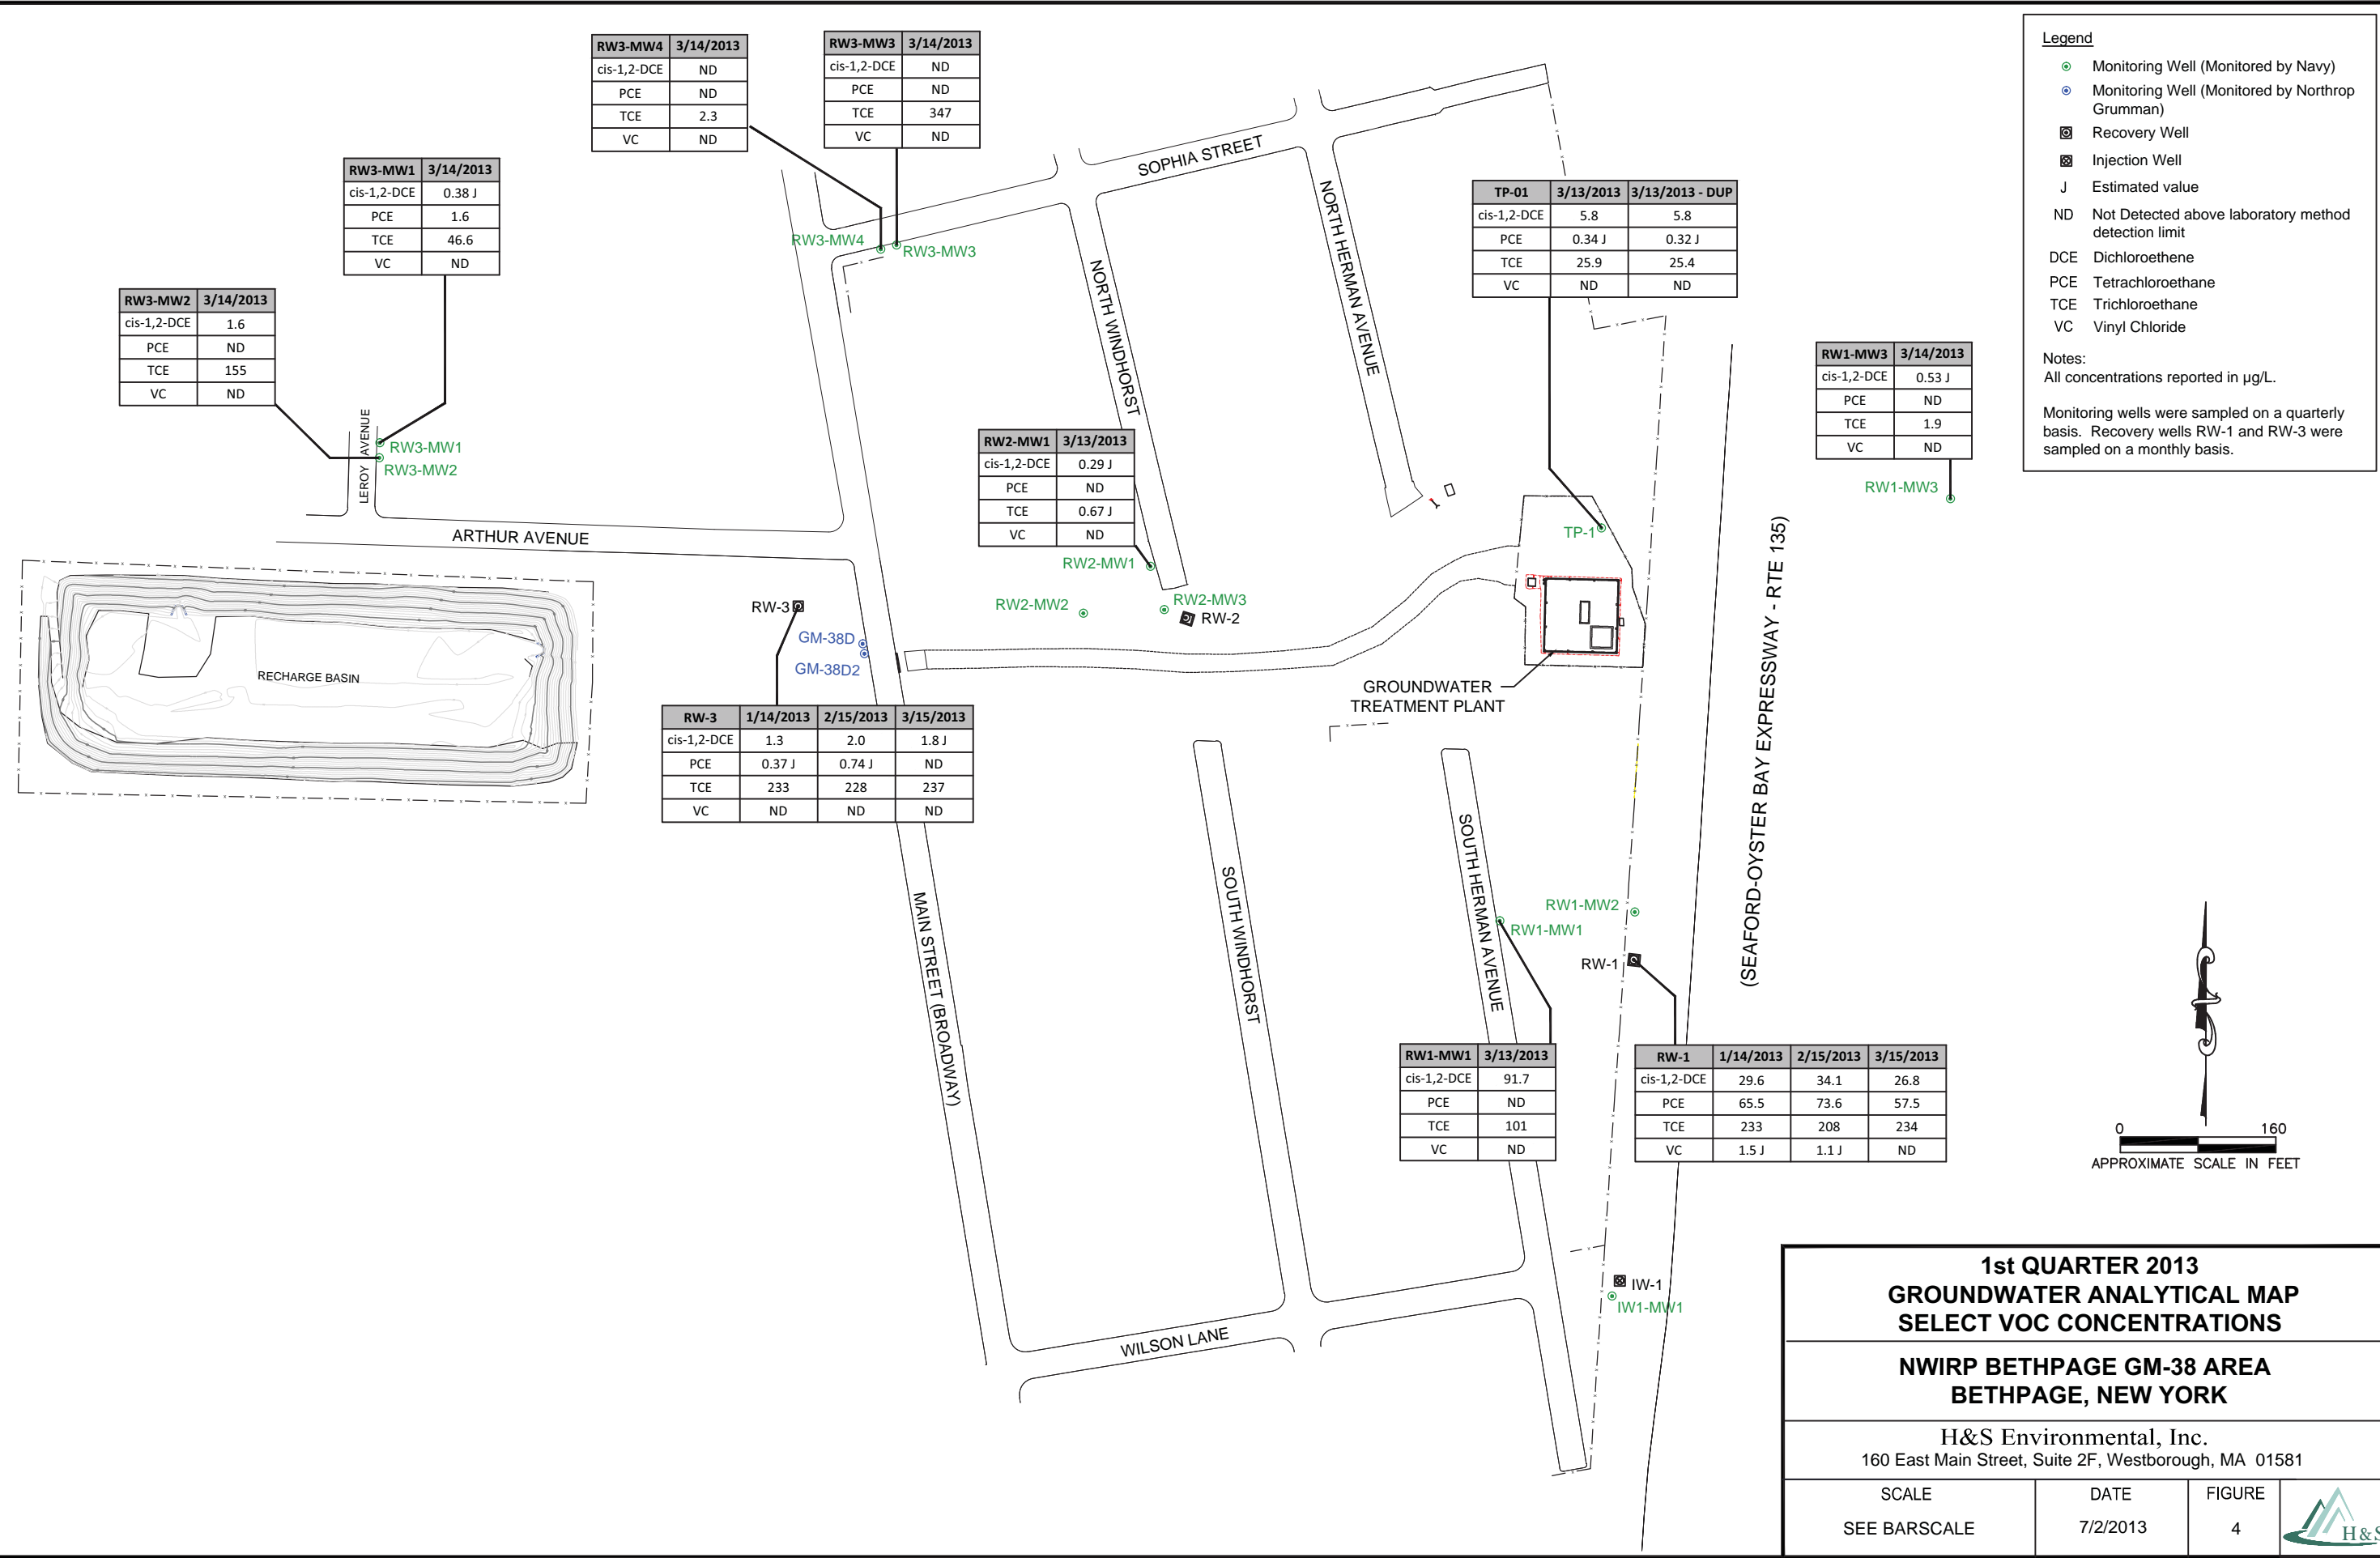 RW3-MW4 3/14/2013
cis-1,2-DCE ND
PCE ND
TCE 2.3
VC ND
RW3-MW3 3/14/2013
cis-1,2-DCE ND
PCE ND
TCE 347
VC ND
RW3-MW1 3/14/2013
cis-1,2-DCE 0.38 J
PCE 1.6
TCE 46.6
VC ND
RW3-MW2 3/14/2013
cis-1,2-DCE 1.6
PCE ND
TCE 155
VC ND
TP-01 3/13/2013 3/13/2013 - DUP
cis-1,2-DCE 5.8 5.8
PCE 0.34 J 0.32 J
TCE 25.9 25.4
VC ND ND
RW1-MW3 3/14/2013
cis-1,2-DCE 0.53 J
PCE ND
TCE 1.9
VC ND
RW1-MW3
Legend
Monitoring Well (Monitored by Navy)
Monitoring Well (Monitored by Northrop
Grumman)
Recovery Well
Injection Well
J Estimated value
ND Not Detected above laboratory method
detection limit
DCE Dichloroethene
PCE Tetrachloroethane
TCE Trichloroethane
VC Vinyl Chloride
Notes:
All concentrations reported in µg/L.
Monitoring wells were sampled on a quarterly
basis. Recovery wells RW-1 and RW-3 were
sampled on a monthly basis.
SOPHIA STREET
RW3-MW4
RW3-MW3
NORTH WINDHORST
NORTH HERMAN AVENUE
LEROY AVENUE
RW3-MW1
RW3-MW2
ARTHUR AVENUE
RW2-MW1 3/13/2013
cis-1,2-DCE 0.29 J
PCE ND
TCE 0.67 J
VC ND
RW2-MW1
RW2-MW2
RW2-MW3
RW-2
TP-1
RW-3
GM-38D
GM-38D2
RECHARGE BASIN
GROUNDWATER
TREATMENT PLANT
(SEAFORD-OYSTER BAY EXPRESSWAY - RTE 135)
RW-3 1/14/2013 2/15/2013 3/15/2013
cis-1,2-DCE 1.3 2.0 1.8 J
PCE 0.37 J 0.74 J ND
TCE 233 228 237
VC ND ND ND
MAIN STREET (BROADWAY)
SOUTH WINDHORST
SOUTH HERMAN AVENUE
RW1-MW2
RW1-MW1
RW-1
RW1-MW1 3/13/2013
cis-1,2-DCE 91.7
PCE ND
TCE 101
VC ND
RW-1 1/14/2013 2/15/2013 3/15/2013
cis-1,2-DCE 29.6 34.1 26.8
PCE 65.5 73.6 57.5
TCE 233 208 234
VC 1.5 J 1.1 J ND
IW-1
IW1-MW1
WILSON LANE
0 160
APPROXIMATE SCALE IN FEET
1st QUARTER 2013
GROUNDWATER ANALYTICAL MAP
SELECT VOC CONCENTRATIONS
NWIRP BETHPAGE GM-38 AREA
BETHPAGE, NEW YORK
H&S Environmental, Inc.
160 East Main Street, Suite 2F, Westborough, MA 01581
SCALE DATE FIGURE
SEE BARSCALE 7/2/2013 4
H&S